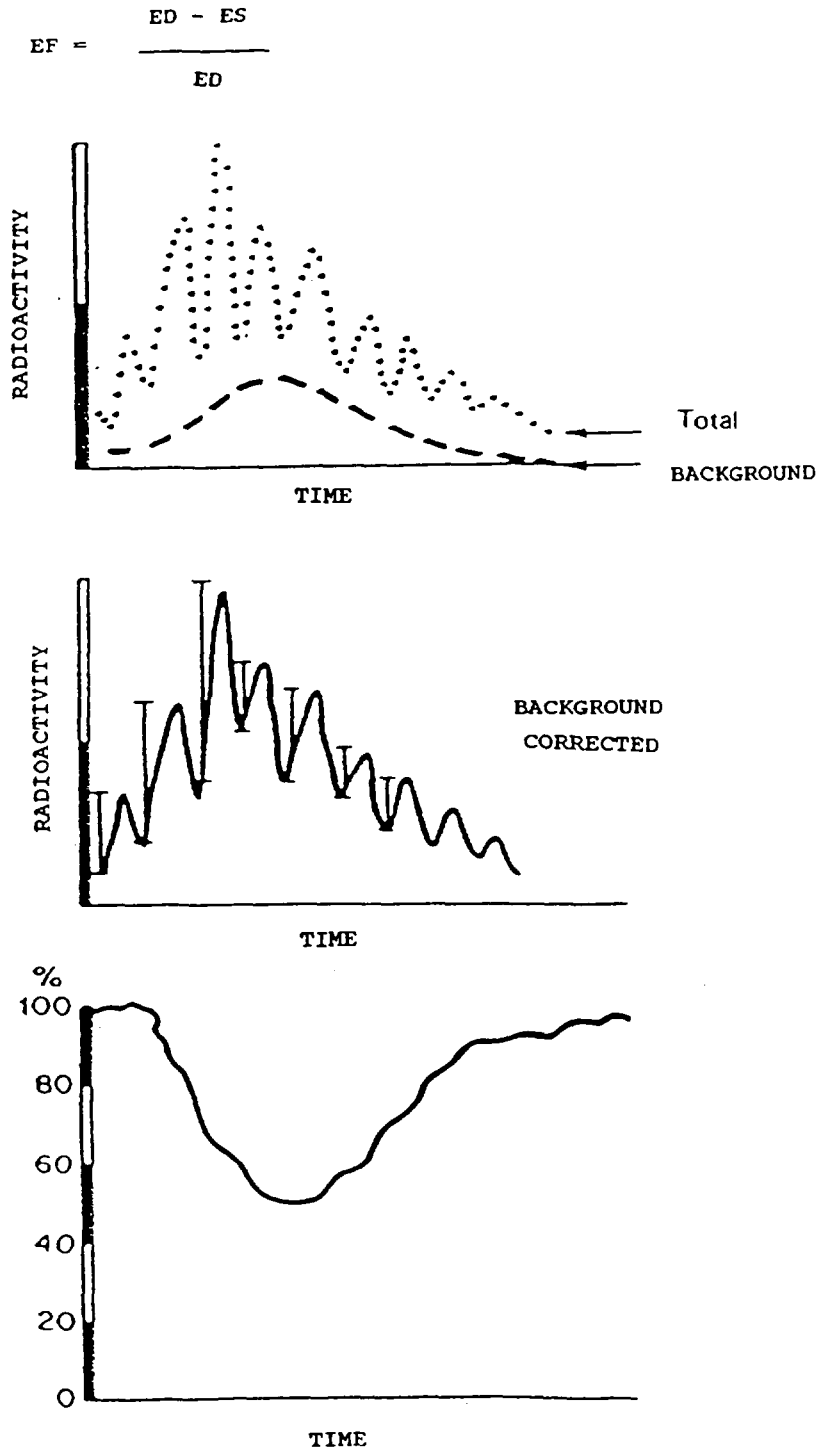 ED - ES
EF =
ED
RADIOACTIVITY
Total
BACKGROUND
TIME
RADIOACTIVITY
BACKGROUND
CORRECTED
TIME
%
100
80
60
40
20
0
TIME